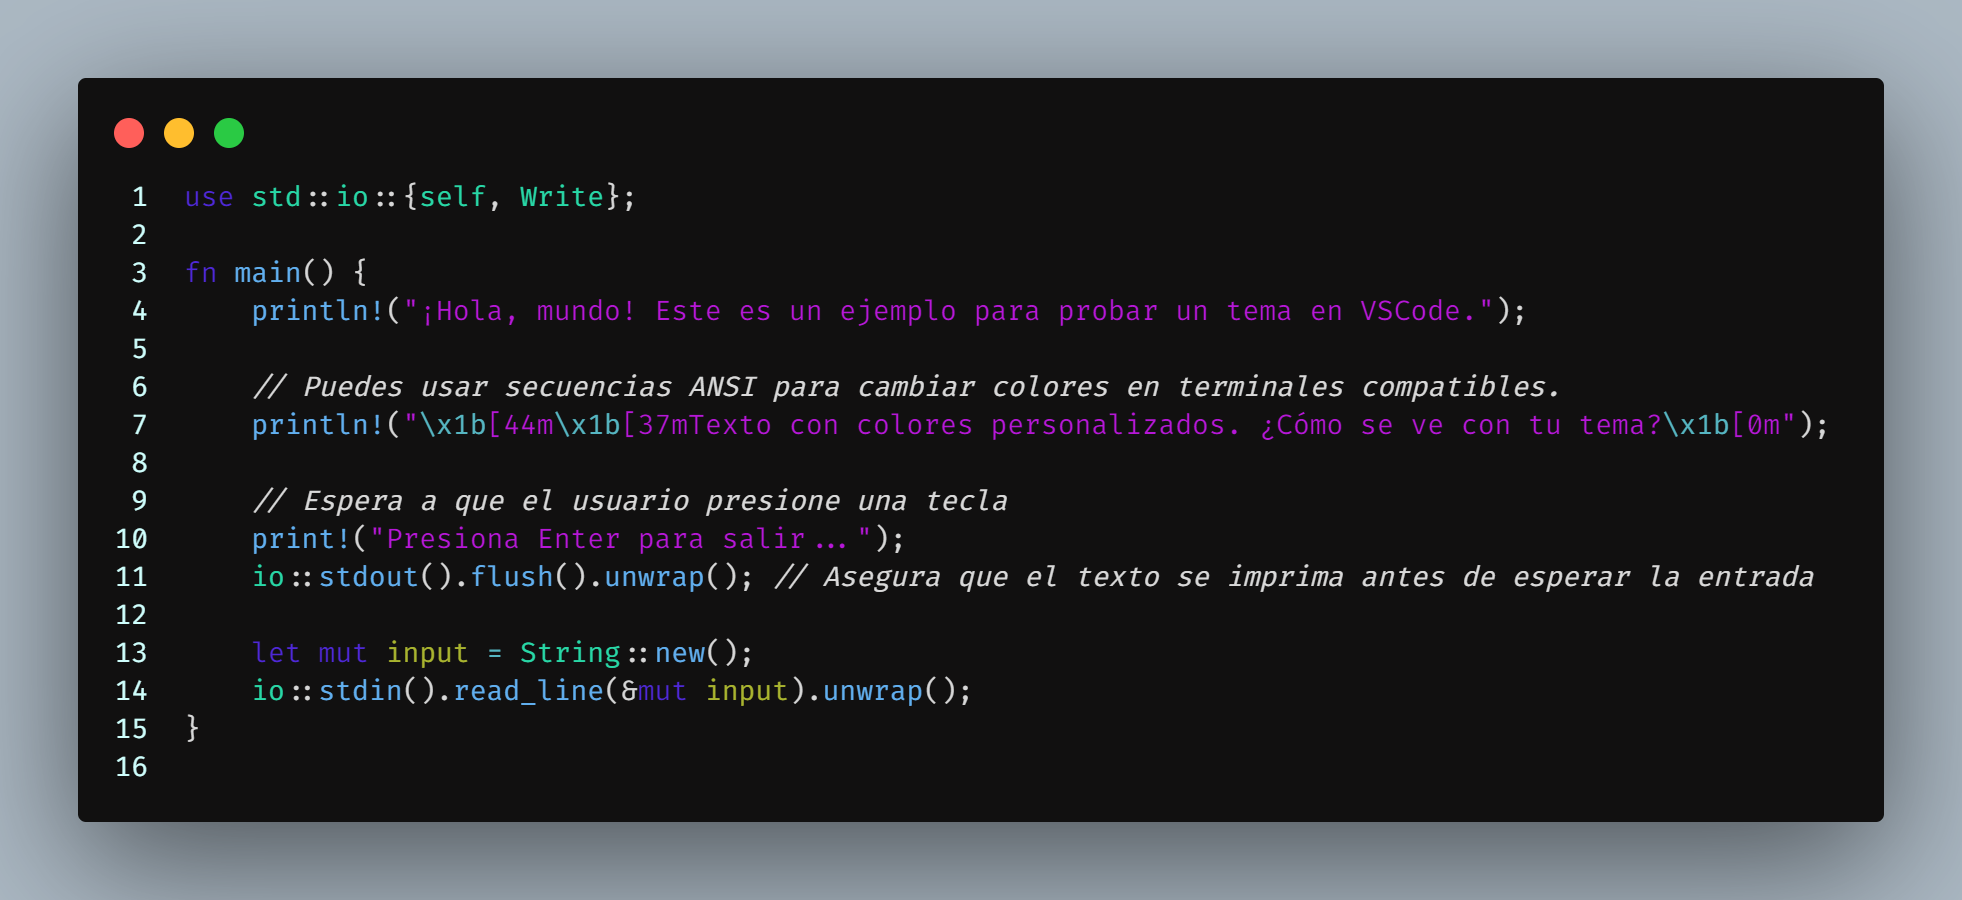 1 use std::io::{self, Write};
2
3 fn main() {
4     println!("¡Hola, mundo! Este es un ejemplo para probar un tema en VSCode.");
5
6     // Puedes usar secuencias ANSI para cambiar colores en terminales compatibles.
7     println!("\x1b[44m\x1b[37mTexto con colores personalizados. ¿Cómo se ve con tu tema?\x1b[0m");
8
9     // Espera a que el usuario presione una tecla
10     print!("Presiona Enter para salir...");
11     io::stdout().flush().unwrap(); // Asegura que el texto se imprima antes de esperar la entrada
12
13     let mut input = String::new();
14     io::stdin().read_line(&mut input).unwrap();
15 }
16